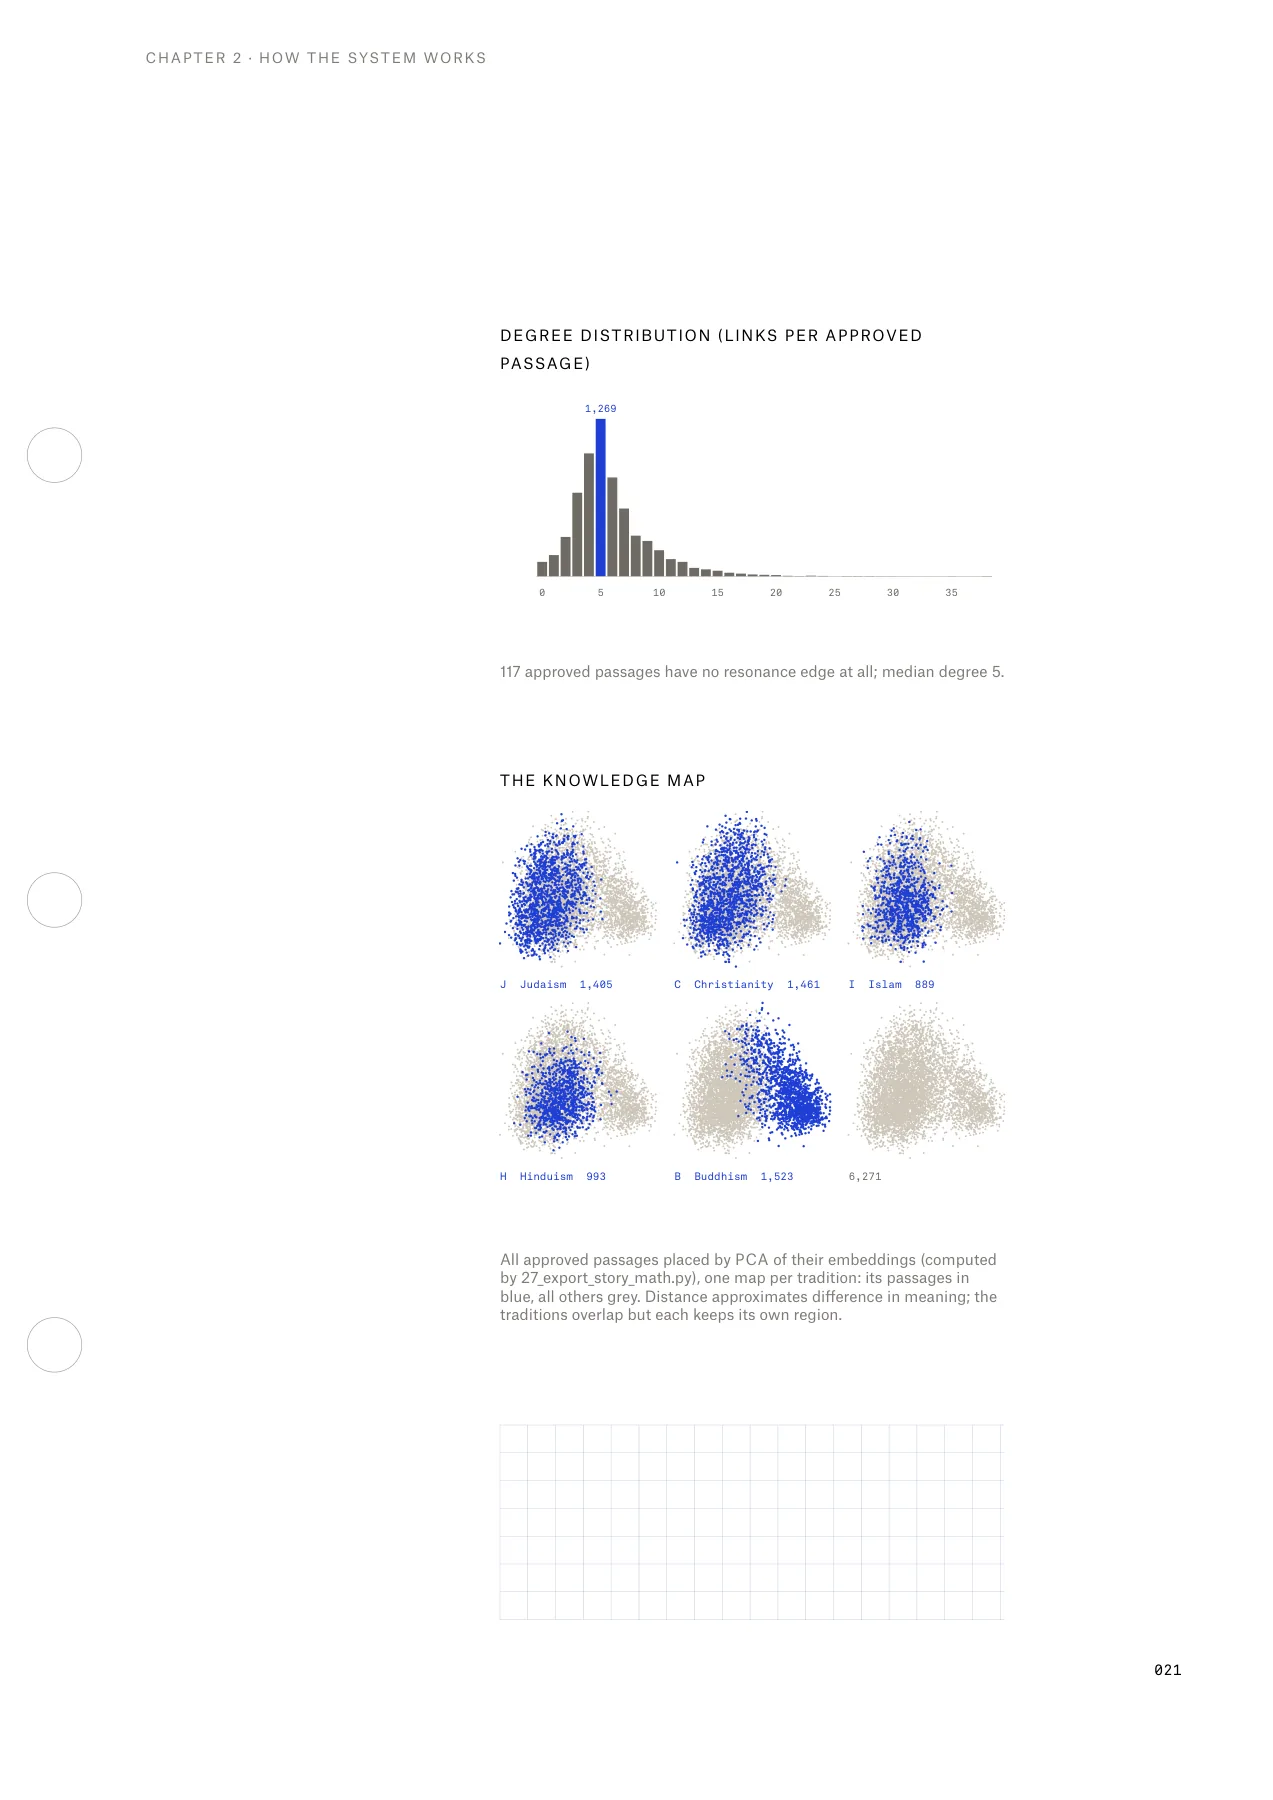 CHAPTER 2 · HOW THE SYSTEM WORKS
DEGREE DISTRIBUTION (LINKS PER APPROVED
PASSAGE)
1,269
0 5 10 15 20 25 30 35
117 approved passages have no resonance edge at all; median degree 5.
THE KNOWLEDGE MAP
J Judaism 1,405 C Christianity 1,461 I Islam 889
H Hinduism 993 B Buddhism 1,523 6,271
All approved passages placed by PCA of their embeddings (computed
by 27_export_story_math.py), one map per tradition: its passages in
blue, all others grey. Distance approximates difference in meaning; the
traditions overlap but each keeps its own region.
021